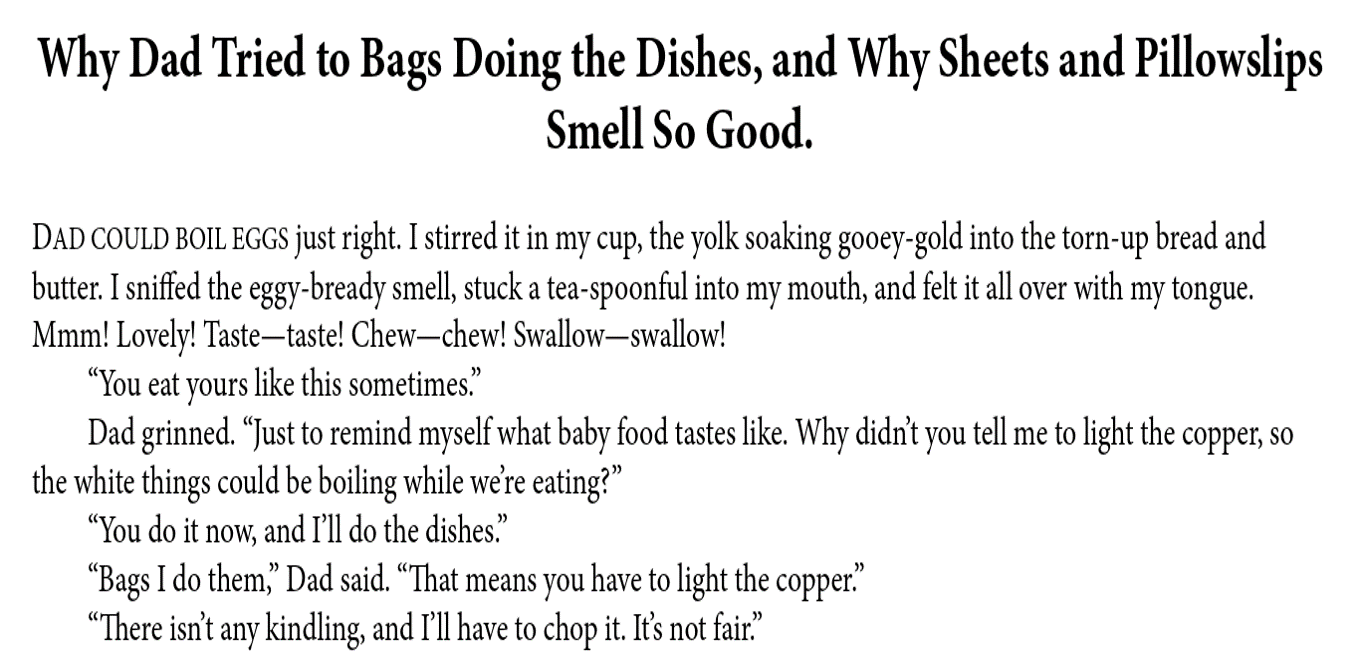 Why Dad Tried to Bags Doing the Dishes, and Why Sheets and Pillowslips
Smell So Good.
DAD COULD BOIL EGGS just right. I stirred it in my cup, the yolk soaking gooey-gold into the torn-up bread and
butter. I sniffed the eggy-bready smell, stuck a tea-spoonful into my mouth, and felt it all over with my tongue.
Mmm! Lovely! Taste—taste! Chew—chew! Swallow—swallow!
“You eat yours like this sometimes.”
Dad grinned. “Just to remind myself what baby food tastes like. Why didn’t you tell me to light the copper, so
the white things could be boiling while we’re eating?”
“You do it now, and I’ll do the dishes.”
“Bags I do them,” Dad said. “That means you have to light the copper.”
“There isn’t any kindling, and I’ll have to chop it. It’s not fair.”